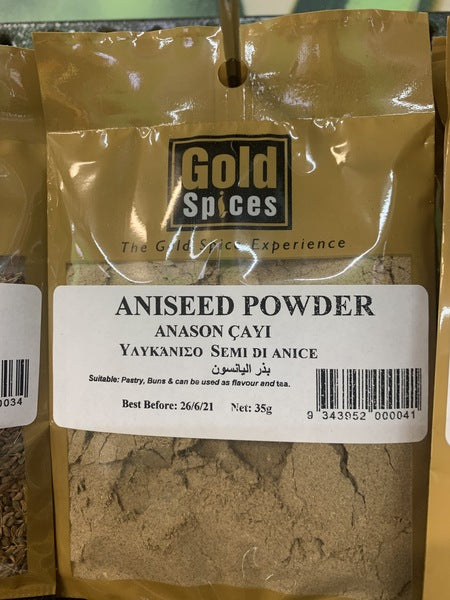 Gold
Spices
The Gold Spice Experience
ANISEED POWDER
ANASON ÇAYI
ΥΛΥΚΆΝΙΣΟ SEMI DI ANICE
بذر اليانسون
Suitable: Pastry, Buns & can be used as flavour and tea.
Best Before: 26/6/21 Net: 35g
9 343952 000041
0034